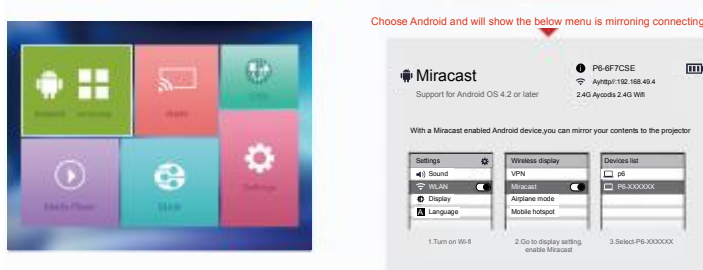 Choose Android and will show the below menu is mirroning connecting
Miracast
Support for Android OS 4.2 or later
P6-6F7CSE
Ayhttp//:192.168.49.4
2.4G Aycodis 2.4G Wifi
With a Miracast enabled Android device,you can mirror your contents to the projector
Settings
Sound
WLAN
Display
Language
1.Turn on Wi-fi
Wireless display
VPN
Miracast
Airplane mode
Mobile hotspot
2.Go to display setting,
enable Miracast
Devices list
p6
P6-XXXXXX
3.Select-P6-XXXXXX
Settings